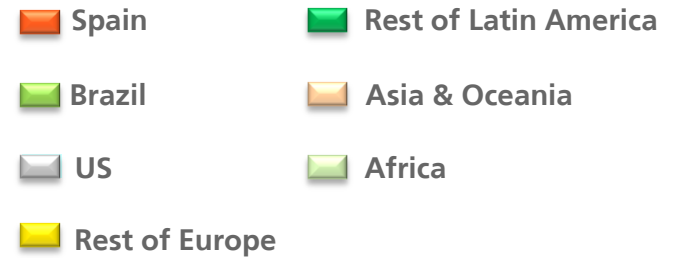 Spain
Rest of Latin America
Brazil
Asia & Oceania
US
Africa
Rest of Europe